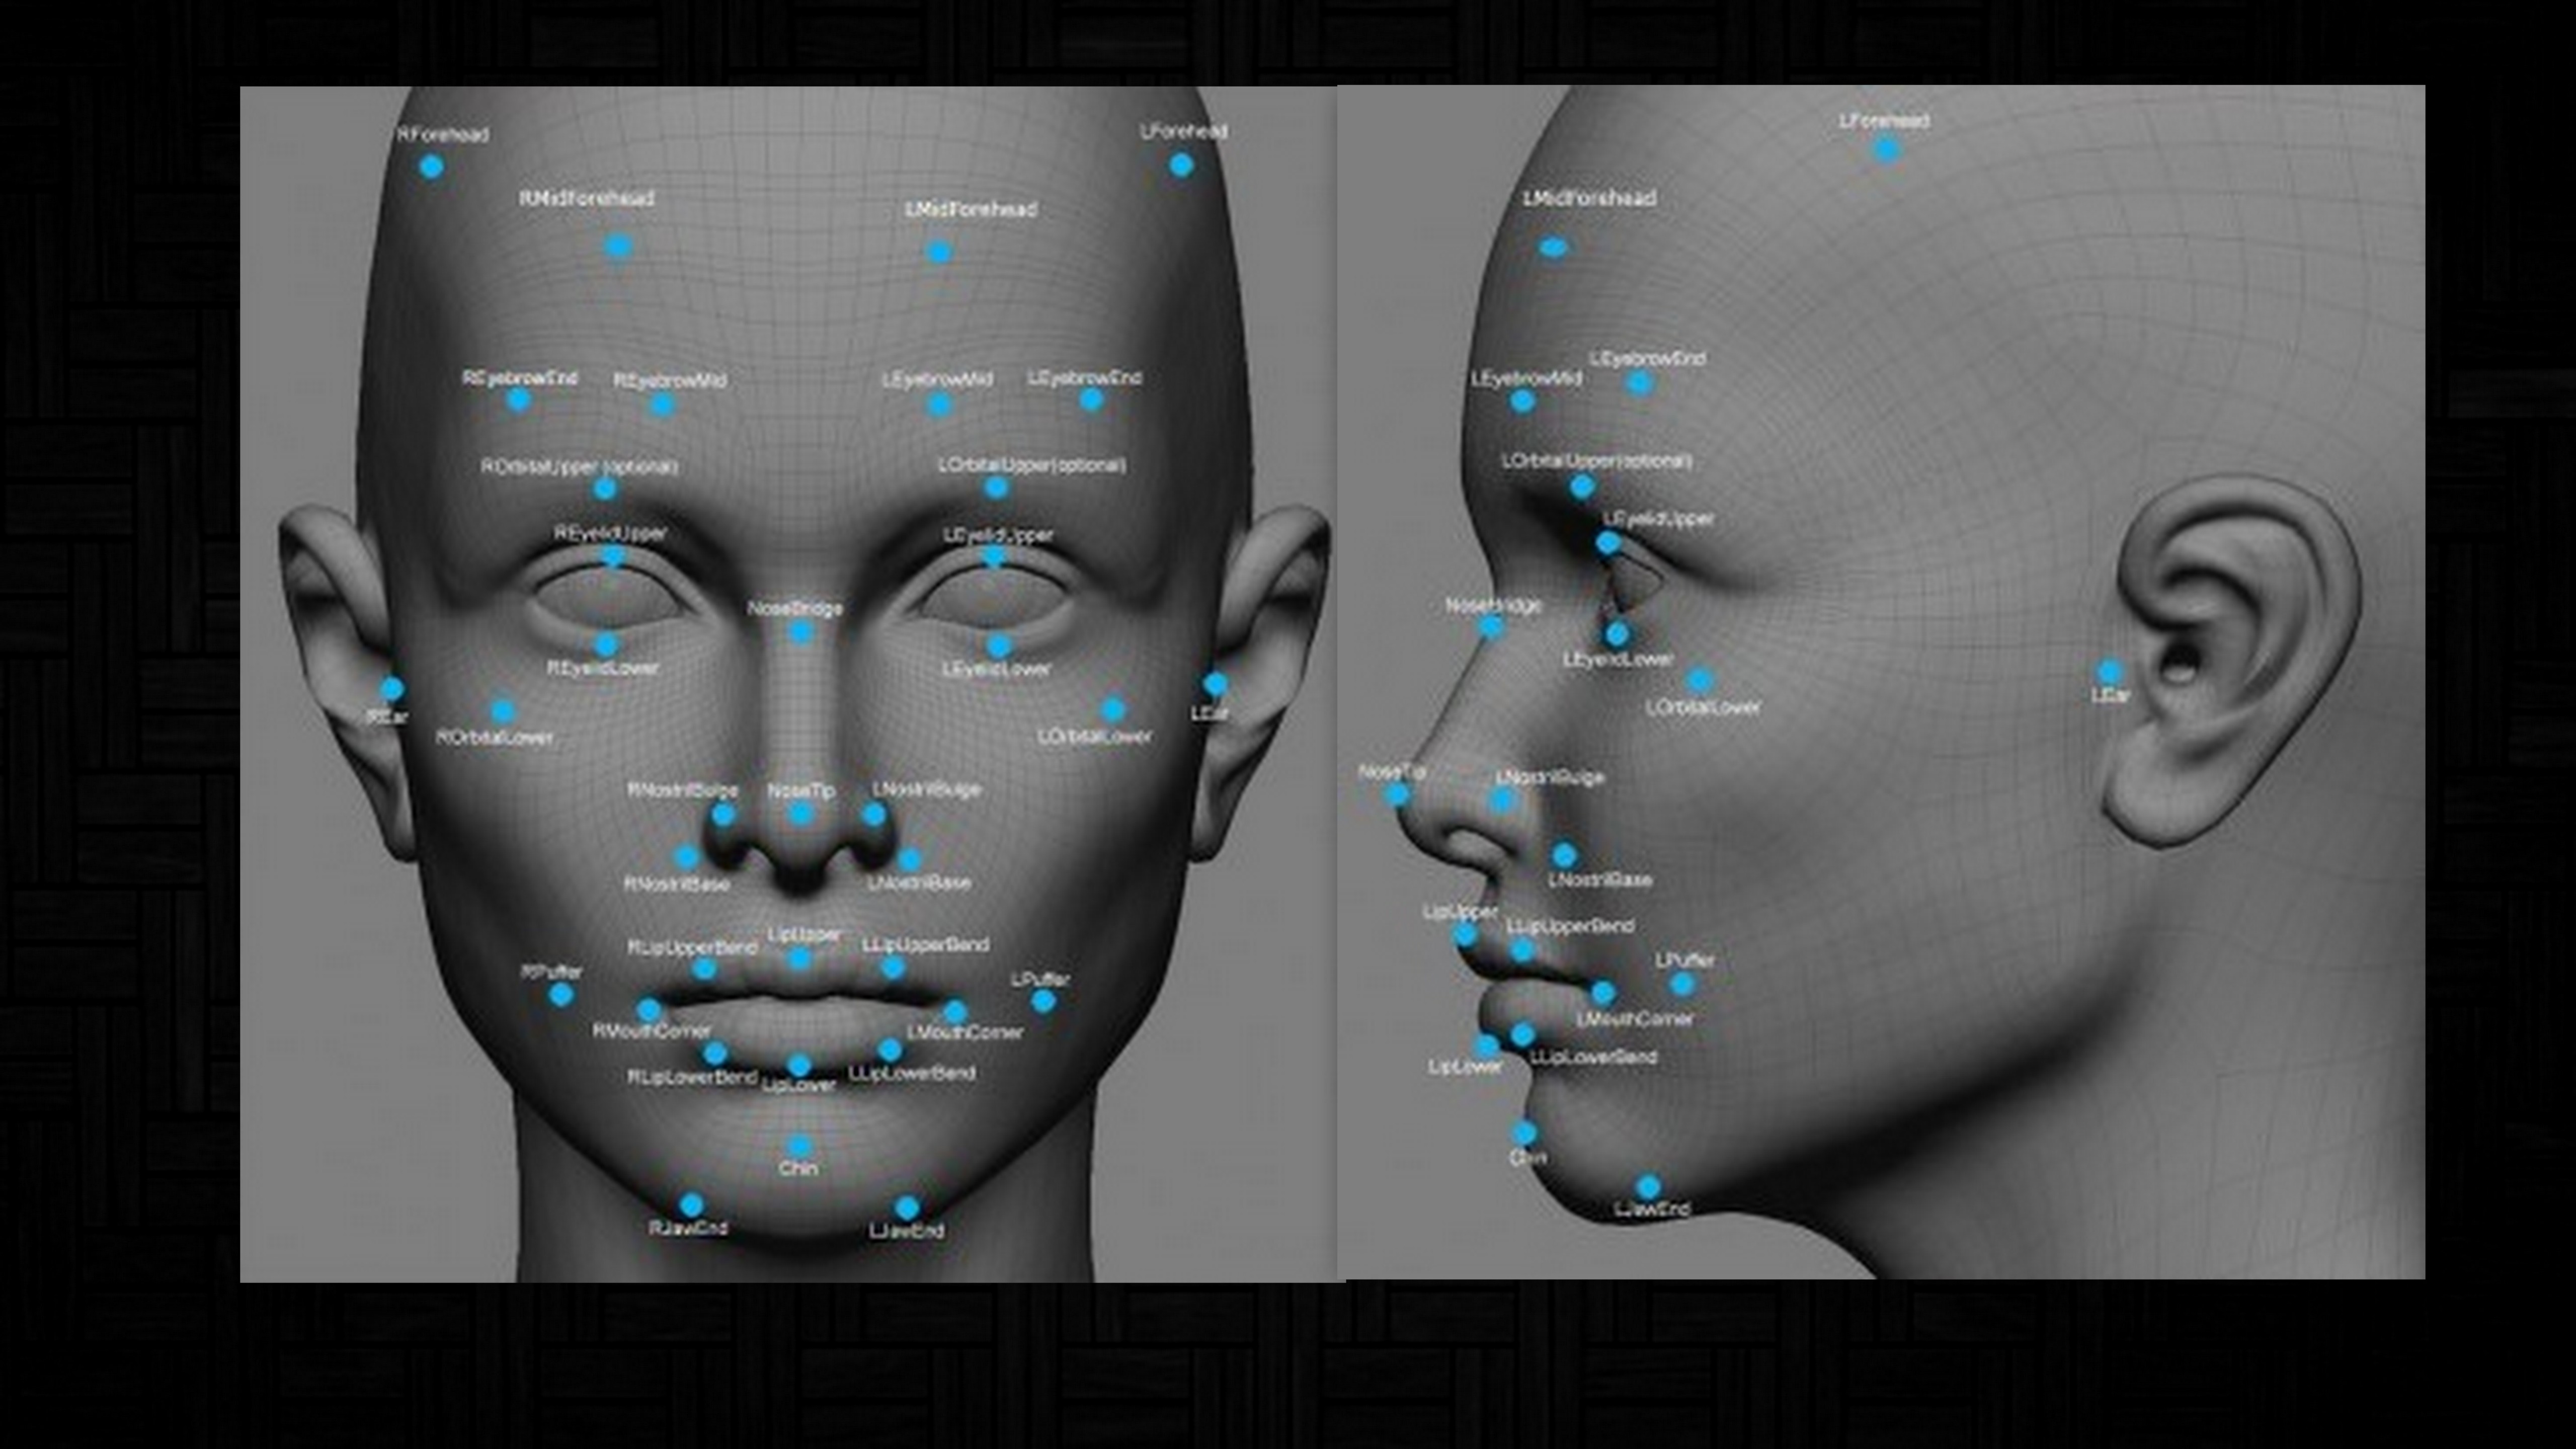 RForehead
LForehead
RMidForehead
LMidForehead
REyebrowEnd
REyebrowMid
LEyebrowMid
LEyebrowEnd
ROrbitalUpper (optional)
LOrbitalUpper(optional)
REyelidUpper
LEyelidUpper
NoseBridge
REyelidLower
LEyelidLower
REar
LEar
ROrbitalLower
LOrbitalLower
RNostrilBulge
NoseTip
LNostrilBulge
RNostrilBase
LNostrilBase
LipUpper
RLipUpperBend
LLipUpperBend
RPuffer
LPuffer
RMouthCorner
LMouthCorner
RLipLowerBend
LipLower
LLipLowerBend
Chin
RJawEnd
LJawEnd
LForehead
LMidForehead
LEyebrowEnd
LEyebrowMid
LOrbitalUpper(optional)
LEyelidUpper
NoseBridge
LEyelidLower
LEar
LOrbitalLower
NoseTip
LNostrilBulge
LNostrilBase
LipUpper
LLipUpperBend
LPuffer
LMouthCorner
LLipLowerBend
LipLower
Chin
LJawEnd